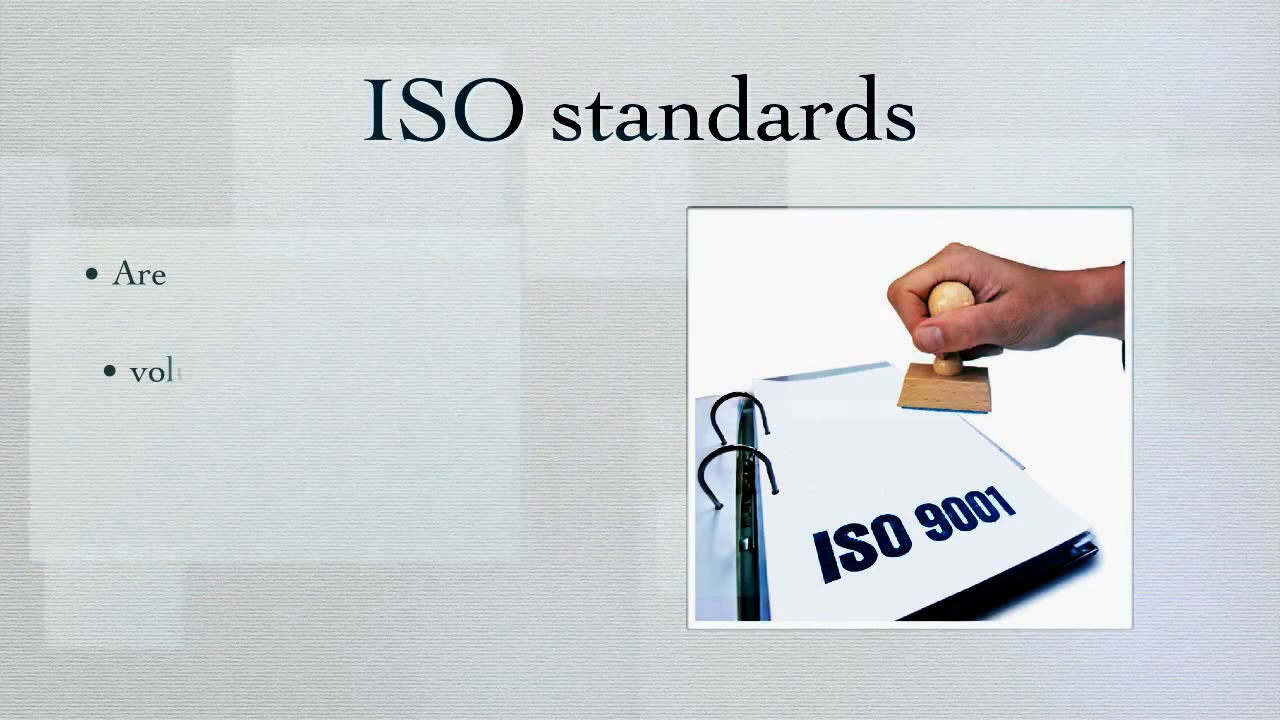 ISO standards
• Are
• vol
ISO 9001